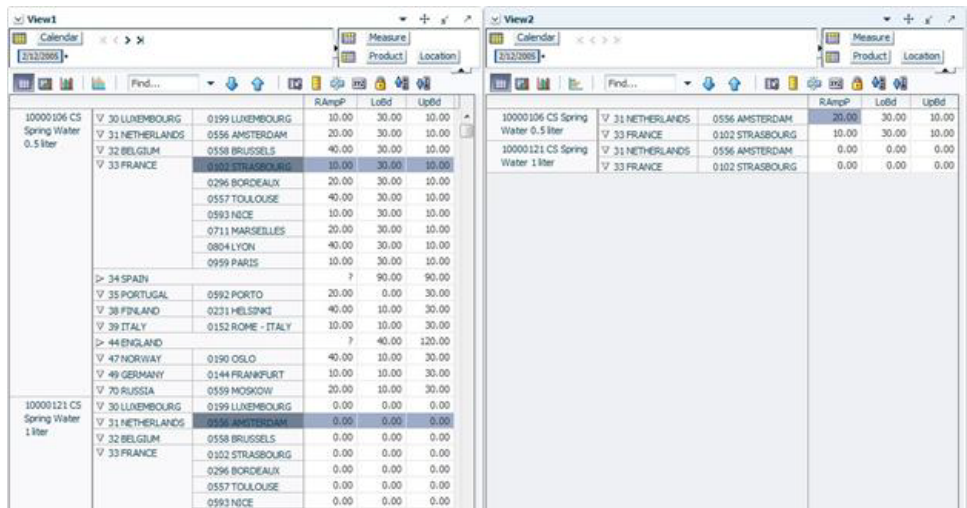 View1
Calendar
Measure
2/12/2005
Product Location
Find...
RAmpP LoBd UpBd
10000106 CS Spring Water 0.5 liter
30 LUXEMBOURG 0199 LUXEMBOURG 10.00 30.00 10.00
31 NETHERLANDS 0556 AMSTERDAM 20.00 30.00 10.00
32 BELGIUM 0558 BRUSSELS 40.00 30.00 10.00
33 FRANCE 0102 STRASBOURG 10.00 30.00 10.00
0296 BORDEAUX 20.00 30.00 10.00
0557 TOULOUSE 40.00 30.00 10.00
0593 NICE 10.00 30.00 10.00
0711 MARSEILLES 20.00 30.00 10.00
0804 LYON 40.00 30.00 10.00
0959 PARIS 10.00 30.00 10.00
34 SPAIN ? 90.00 90.00
35 PORTUGAL 0592 PORTO 20.00 0.00 30.00
38 FINLAND 0231 HELSINKI 40.00 10.00 30.00
39 ITALY 0152 ROME - ITALY 10.00 10.00 30.00
44 ENGLAND ? 40.00 120.00
47 NORWAY 0190 OSLO 40.00 10.00 30.00
49 GERMANY 0144 FRANKFURT 10.00 10.00 30.00
70 RUSSIA 0559 MOSKOW 20.00 10.00 30.00
10000121 CS Spring Water 1 liter
30 LUXEMBOURG 0199 LUXEMBOURG 0.00 0.00 0.00
31 NETHERLANDS 0556 AMSTERDAM 0.00 0.00 0.00
32 BELGIUM 0558 BRUSSELS 0.00 0.00 0.00
33 FRANCE 0102 STRASBOURG 0.00 0.00 0.00
0296 BORDEAUX 0.00 0.00 0.00
0557 TOULOUSE 0.00 0.00 0.00
0593 NICE 0.00 0.00 0.00
View2
Calendar
Measure
2/12/2005
Product Location
Find...
RAmpP LoBd UpBd
10000106 CS Spring Water 0.5 liter
31 NETHERLANDS 0556 AMSTERDAM 20.00 30.00 10.00
33 FRANCE 0102 STRASBOURG 10.00 30.00 10.00
10000121 CS Spring Water 1 liter
31 NETHERLANDS 0556 AMSTERDAM 0.00 0.00 0.00
33 FRANCE 0102 STRASBOURG 0.00 0.00 0.00